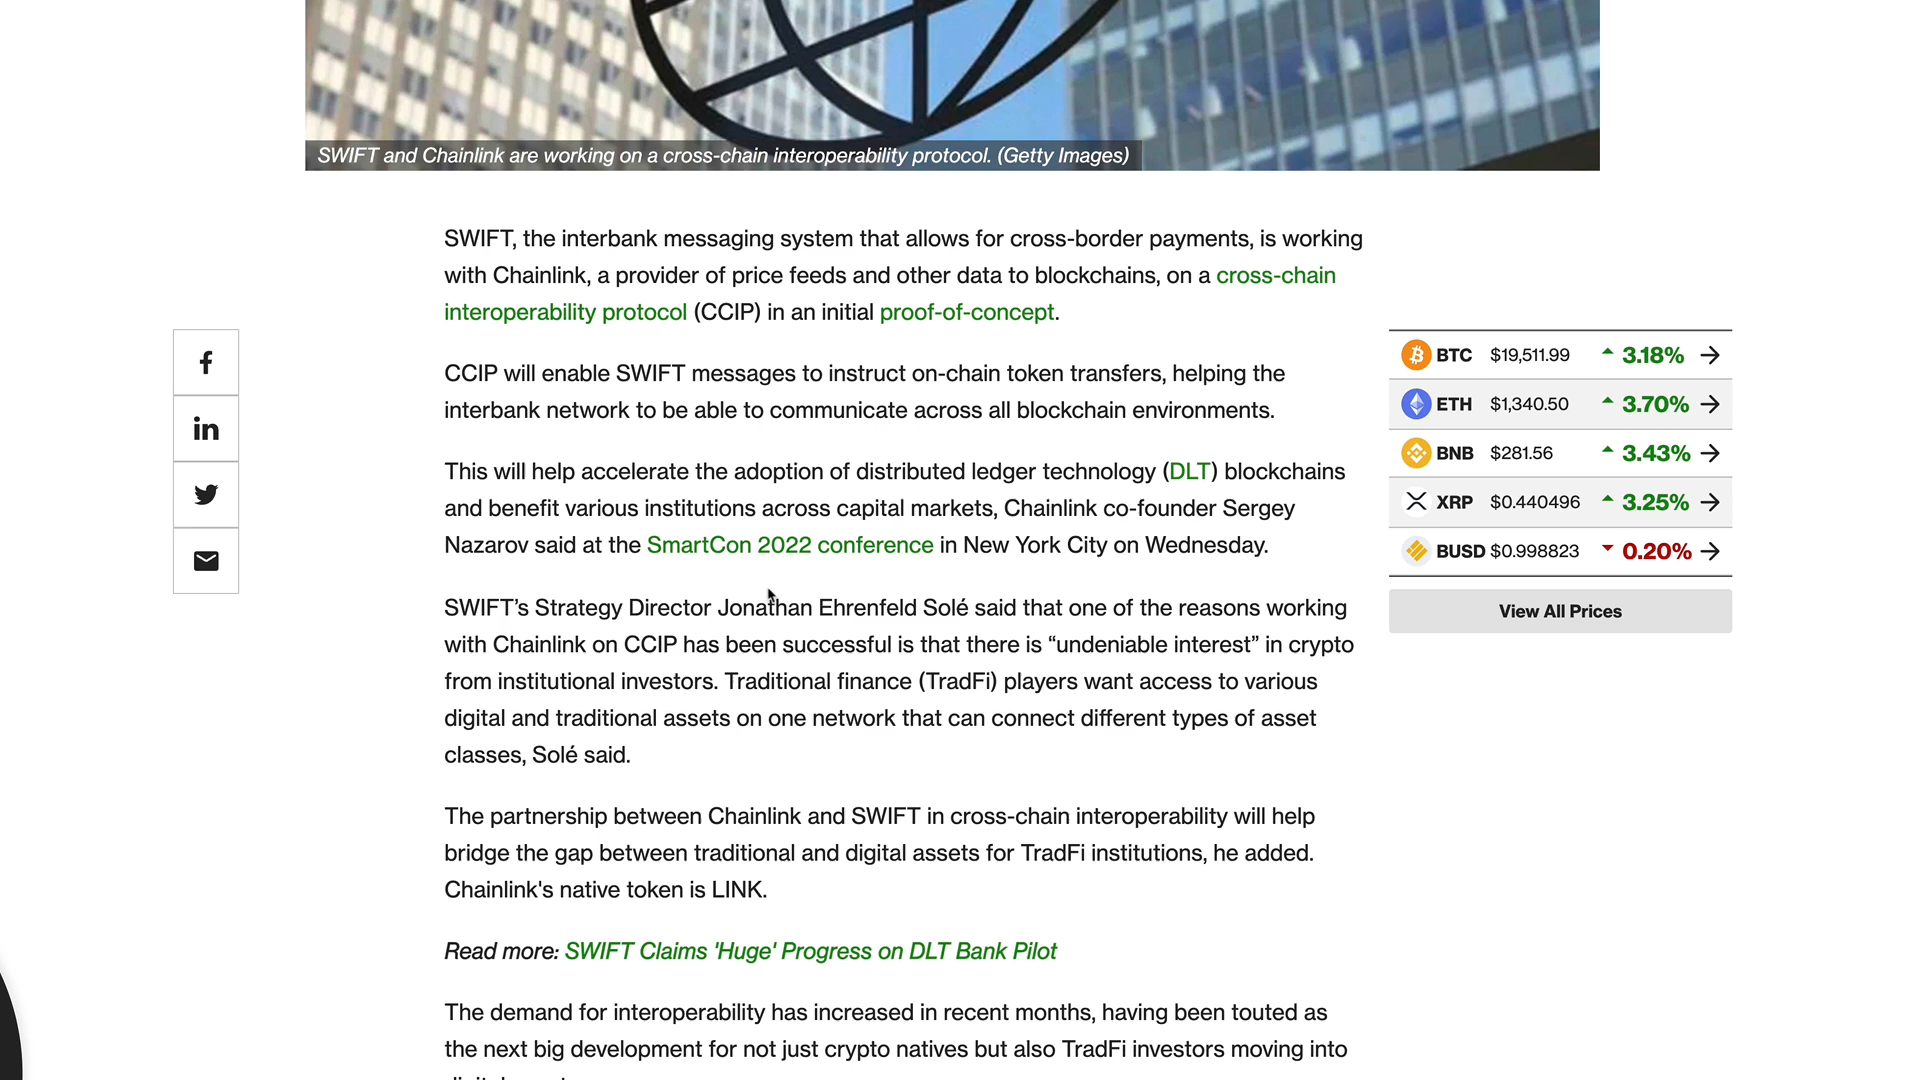 SWIFT and Chainlink are working on a cross-chain interoperability protocol. (Getty Images)
SWIFT, the interbank messaging system that allows for cross-border payments, is working
with Chainlink, a provider of price feeds and other data to blockchains, on a cross-chain
interoperability protocol (CCIP) in an initial proof-of-concept.
CCIP will enable SWIFT messages to instruct on-chain token transfers, helping the
interbank network to be able to communicate across all blockchain environments.
This will help accelerate the adoption of distributed ledger technology (DLT) blockchains
and benefit various institutions across capital markets, Chainlink co-founder Sergey
Nazarov said at the SmartCon 2022 conference in New York City on Wednesday.
SWIFT’s Strategy Director Jonathan Ehrenfeld Solé said that one of the reasons working
with Chainlink on CCIP has been successful is that there is “undeniable interest” in crypto
from institutional investors. Traditional finance (TradFi) players want access to various
digital and traditional assets on one network that can connect different types of asset
classes, Solé said.
The partnership between Chainlink and SWIFT in cross-chain interoperability will help
bridge the gap between traditional and digital assets for TradFi institutions, he added.
Chainlink's native token is LINK.
Read more: SWIFT Claims 'Huge' Progress on DLT Bank Pilot
The demand for interoperability has increased in recent months, having been touted as
the next big development for not just crypto natives but also TradFi investors moving into
BTC $19,511.99 3.18%
ETH $1,340.50 3.70%
BNB $281.56 3.43%
XRP $0.440496 3.25%
BUSD $0.998823 0.20%
View All Prices